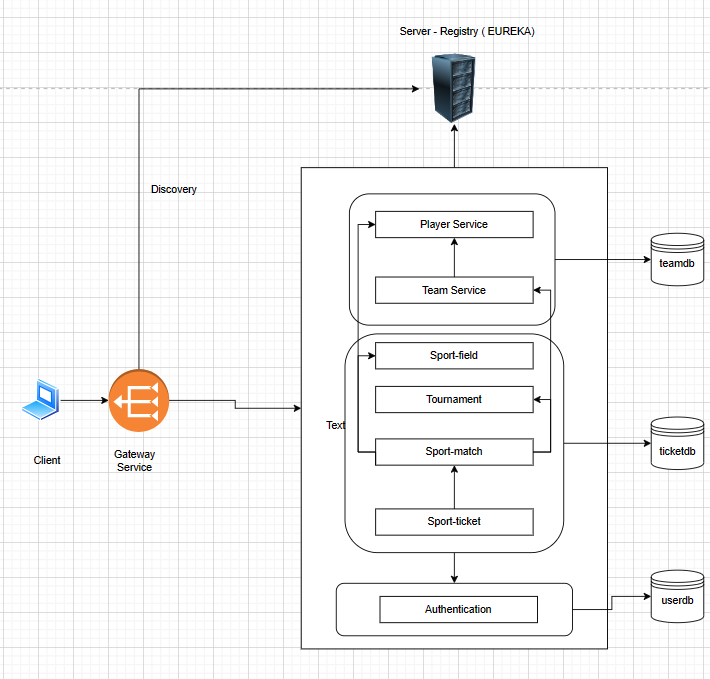 Server - Registry ( EUREKA)
Discovery
Player Service
Team Service
teamdb
Sport-field
Tournament
Text
Sport-match
ticketdb
Client
Gateway
Service
Sport-ticket
Authentication
userdb